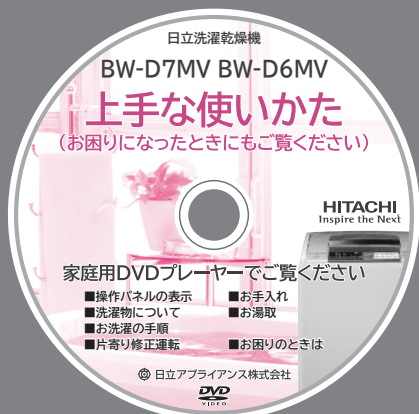 日立洗濯乾燥機
BW-D7MV BW-D6MV
上手な使いかた
(お困りになったときにもご覧ください)
HITACHI
Inspire the Next
家庭用DVDプレーヤーでご覧ください
■操作パネルの表示 ■お手入れ
■洗濯物について ■お湯取
■お洗濯の手順
■片寄り修正運転 ■お困りのときは
日立アプライアンス株式会社
DVD
VIDEO